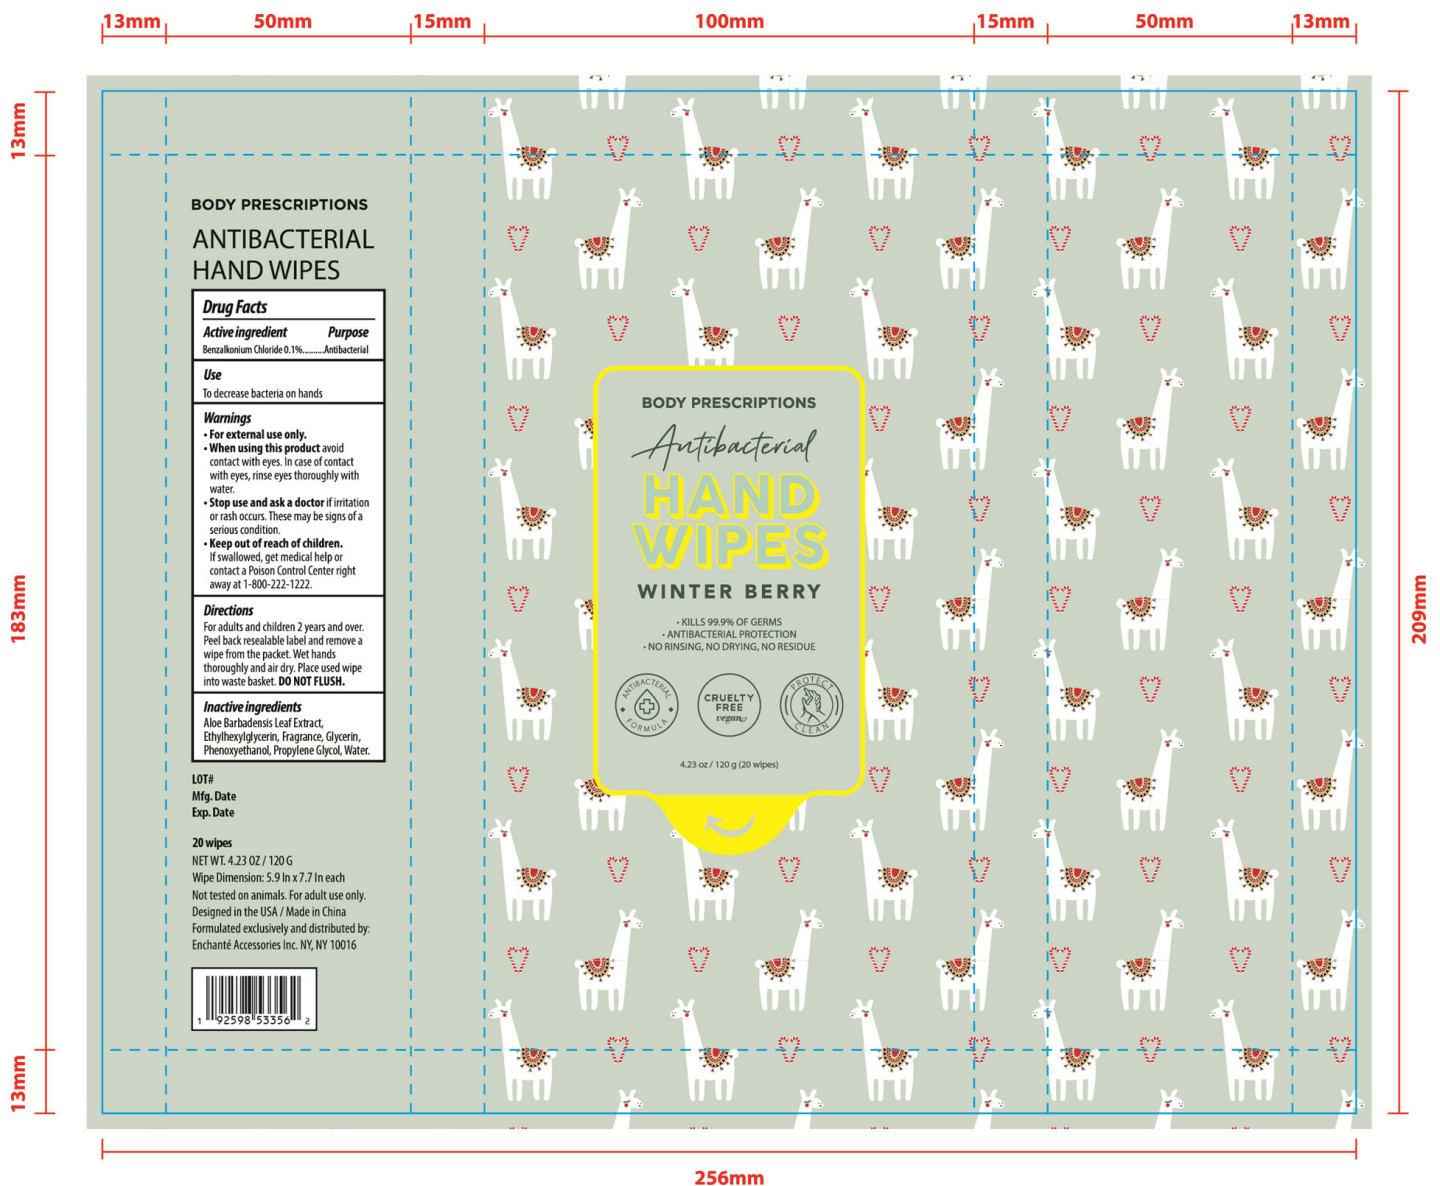 13mm 50mm 15mm 100mm 15mm 50mm 13mm
13mm
183mm
13mm
209mm
256mm
BODY PRESCRIPTIONS
ANTIBACTERIAL
HAND WIPES
Drug Facts
Active ingredient Purpose
Benzalkonium Chloride 0.1%..........Antibacterial
Use
To decrease bacteria on hands
Warnings
• For external use only.
• When using this product avoid
contact with eyes. In case of contact
with eyes, rinse eyes thoroughly with
water.
• Stop use and ask a doctor if irritation
or rash occurs. These may be signs of a
serious condition.
• Keep out of reach of children.
If swallowed, get medical help or
contact a Poison Control Center right
away at 1-800-222-1222.
Directions
For adults and children 2 years and over.
Peel back resealable label and remove a
wipe from the packet. Wet hands
thoroughly and air dry. Place used wipe
into waste basket. DO NOT FLUSH.
Inactive ingredients
Aloe Barbadensis Leaf Extract,
Ethylhexylglycerin, Fragrance, Glycerin,
Phenoxyethanol, Propylene Glycol, Water.
LOT#
Mfg. Date
Exp. Date
20 wipes
NET WT. 4.23 OZ / 120 G
Wipe Dimension: 5.9 In x 7.7 In each
Not tested on animals. For adult use only.
Designed in the USA / Made in China
Formulated exclusively and distributed by:
Enchanté Accessories Inc. NY, NY 10016
1 92598 53356 2
BODY PRESCRIPTIONS
Antibacterial
HAND
WIPES
WINTER BERRY
• KILLS 99.9% OF GERMS
• ANTIBACTERIAL PROTECTION
• NO RINSING, NO DRYING, NO RESIDUE
ANTIBACTERIAL
FORMULA
CRUELTY
FREE
vegan
PROTECT
CLEAN
4.23 oz / 120 g (20 wipes)